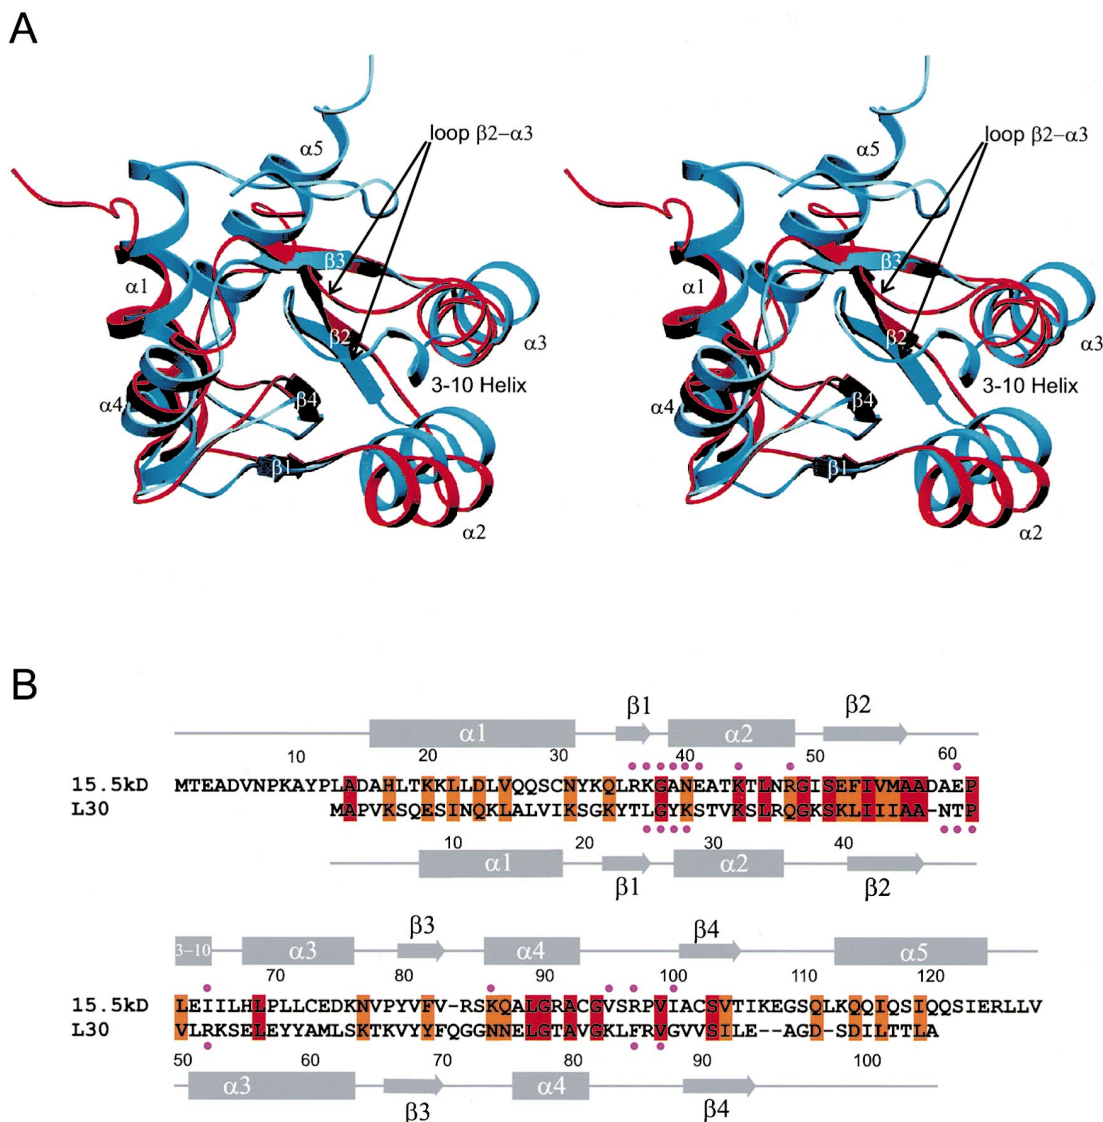 A
loop β2−α3 loop β2−α3
α5 α5
β3 β3
α1 α1
β2 β2
α3 α3
3-10 Helix 3-10 Helix
α4 β4 α4 β4
β1 β1
α2 α2
B
β1 β2
α1 α2
10 20 30 40 50 60
15.5kD MTEADVNPKAYPLADAHLTKKLLDLVQQSCNYKQLRKGANEATKTLNRGISEFIVMAADAEP
L30 MAPVKSQESINQKLALVIKSGKYTLGYKSTVKSLRQGKSKLIIIAA-NTP
10 20 30 40
α1 α2
β1 β2
β3 β4
3−10 α3 α4 α5
70 80 90 100 110 120
15.5kD LEIILHLPLLCEDKNVPYVFV-RSKQALGRACGVSRPVIACSVTIKEGSQLKQQIQSIQQSIERLLV
L30 VLRKSELEYYAMLSKTKVYYFQGGNNELGTAVGKLFRVGVVSILE--AGD-SDILTTLA
50 60 70 80 90 100
α3 α4
β3 β4